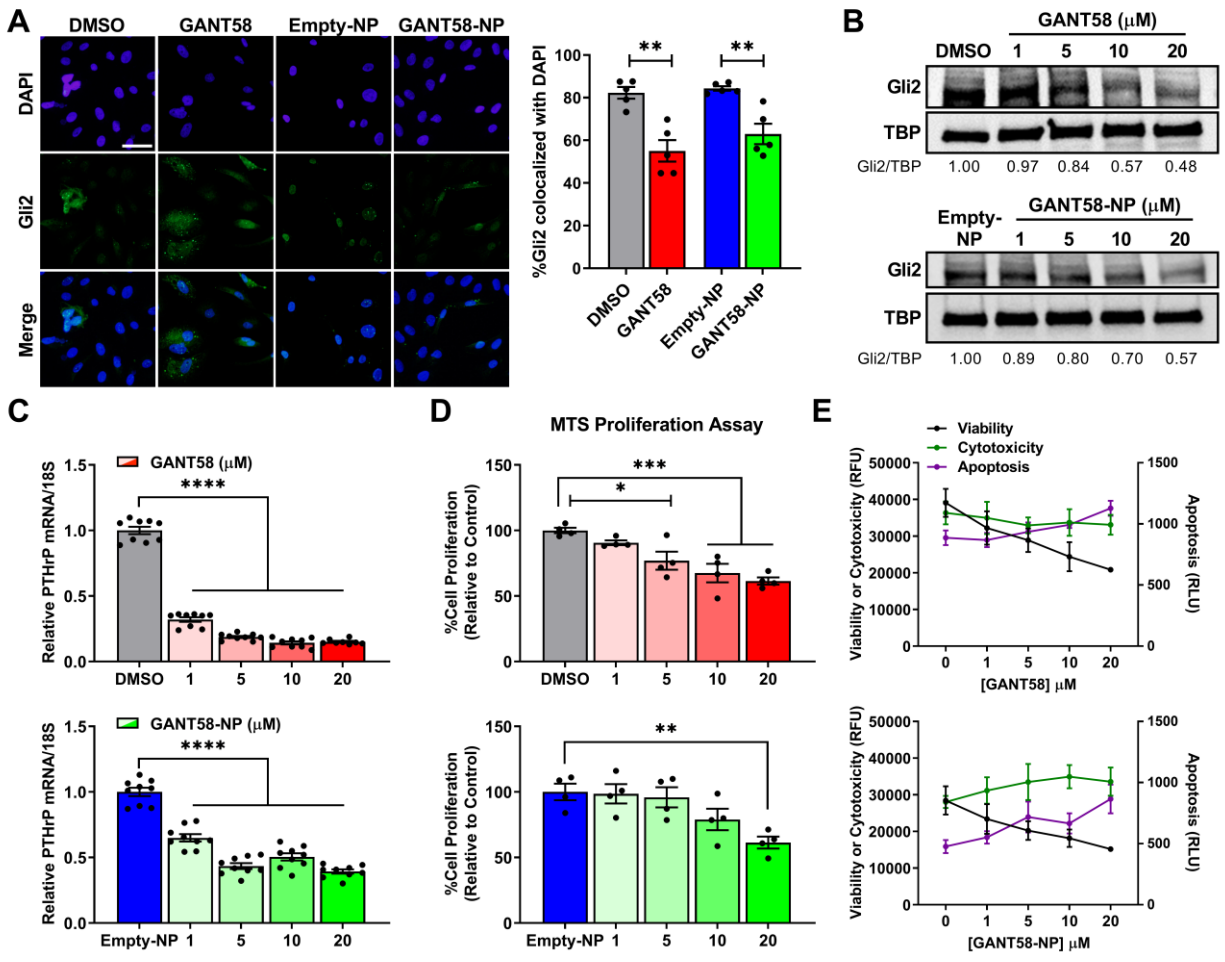 A
DMSO GANT58 Empty-NP GANT58-NP
DAPI
Gli2
Merge
%Gli2 colocalized with DAPI
100
80
60
40
20
0
** **
DMSO
GANT58
Empty-NP
GANT58-NP
B
GANT58 (μM)
DMSO 1 5 10 20
Gli2
TBP
Gli2/TBP 1.00 0.97 0.84 0.57 0.48
GANT58-NP (μM)
Empty-
NP 1 5 10 20
Gli2
TBP
Gli2/TBP 1.00 0.89 0.80 0.70 0.57
C
Relative PTHrP mRNA/18S
GANT58 (μM)
****
1.5
1.0
0.5
0.0
DMSO 1 5 10 20
Relative PTHrP mRNA/18S
GANT58-NP (μM)
****
1.5
1.0
0.5
0.0
Empty-NP 1 5 10 20
D
MTS Proliferation Assay
%Cell Proliferation
(Relative to Control)
150
100
50
0
***
*
DMSO 1 5 10 20
%Cell Proliferation
(Relative to Control)
150
100
50
0
**
Empty-NP 1 5 10 20
E
Viability
Cytotoxicity
Apoptosis
Viability or Cytotoxicity (RFU)
50000
40000
30000
20000
10000
0
1500
1000
500
0
Apoptosis (RLU)
0 1 5 10 20
[GANT58] μM
Viability or Cytotoxicity (RFU)
50000
40000
30000
20000
10000
0
1500
1000
500
0
Apoptosis (RLU)
0 1 5 10 20
[GANT58-NP] μM